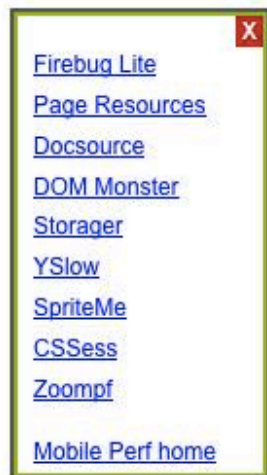 X
Firebug Lite
Page Resources
Docsource
DOM Monster
Storager
YSlow
SpriteMe
CSSess
Zoompf
Mobile Perf home